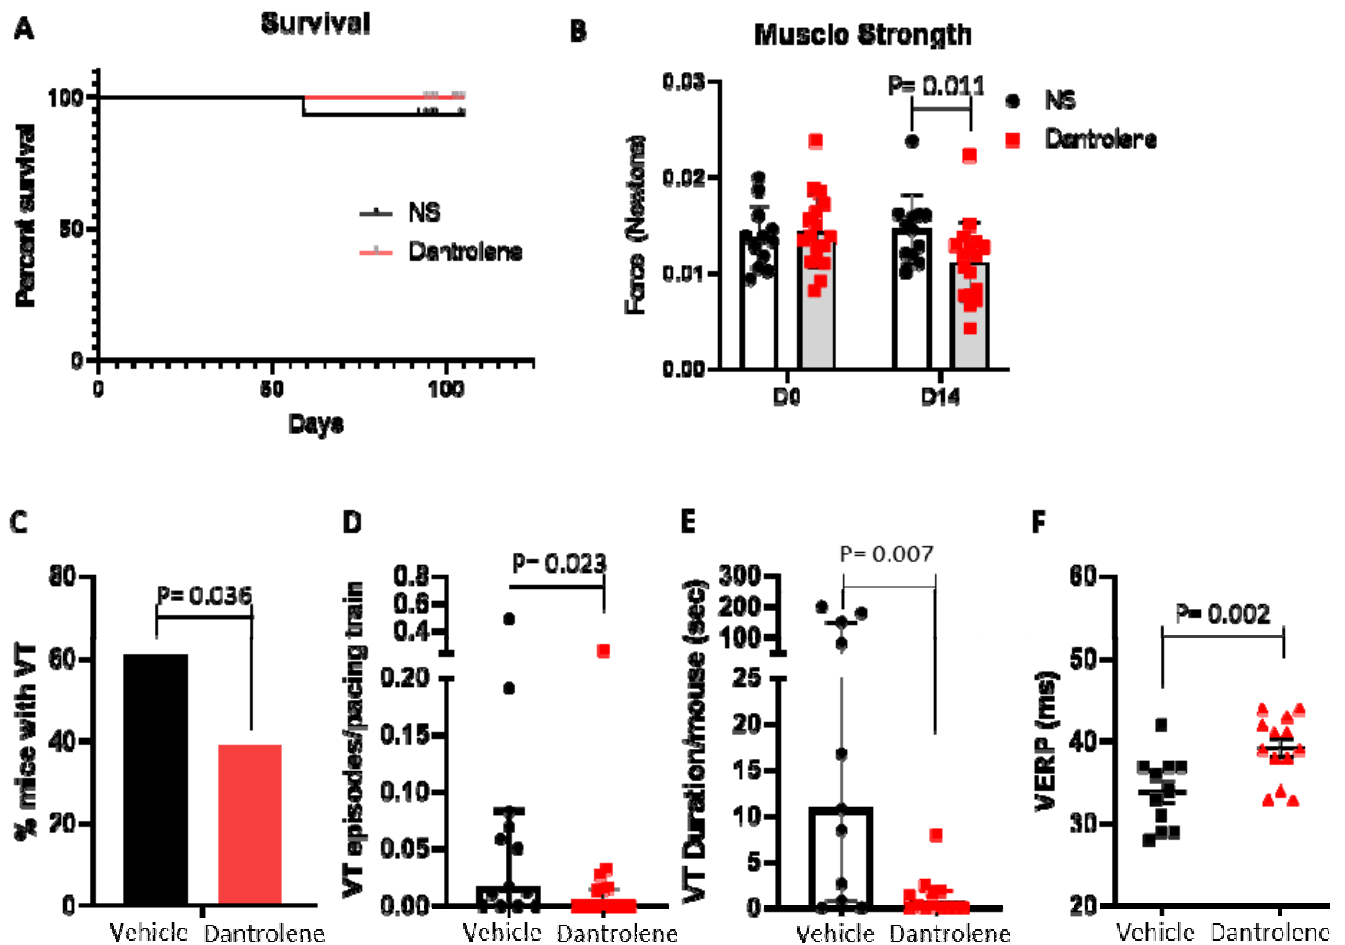 A
Survival
100
50
0
0
50
100
Percent survival
Days
NS
Dantrolene
B
Muscle Strength
0.03
0.02
0.01
0.00
Force (Newtons)
P= 0.011
NS
Dantrolene
D0
D14
C
80
60
40
20
0
% mice with VT
P= 0.036
Vehicle Dantrolene
D
0.8
0.6
0.4
0.20
0.15
0.10
0.05
0.00
VT episodes/pacing train
P= 0.023
Vehicle Dantrolene
E
300
200
100
25
20
15
10
5
0
VT Duration/mouse (sec)
P= 0.007
Vehicle Dantrolene
F
60
50
40
30
20
VERP (ms)
P= 0.002
Vehicle Dantrolene